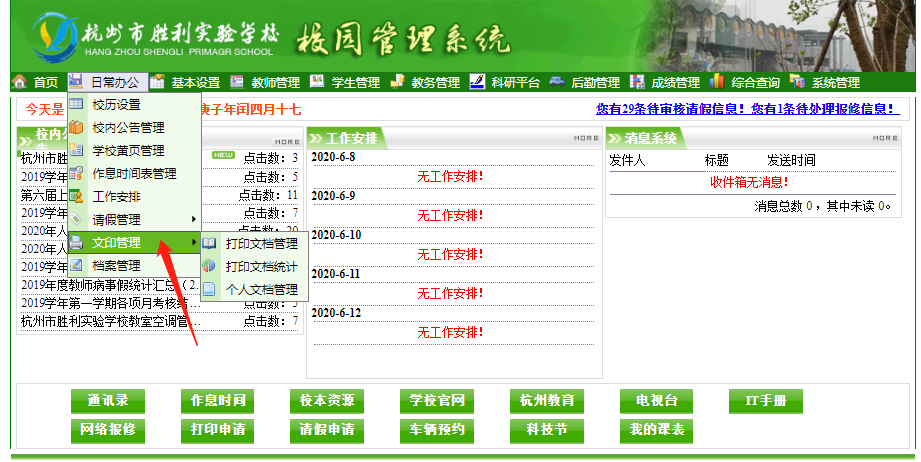 杭州市胜利实验学校 校园管理系统
HANG ZHOU SHENGLI PRIMAGR SCHOOL
首页 日常办公 基本设置 教师管理 学生管理 教务管理 科研平台 后勤管理 成绩管理 综合查询 系统管理
今天是 庚子年闰四月十七 您有29条待审核请假信息！您有1条待处理报修信息！
校历设置
校内公告管理
学校黄页管理
作息时间表管理
工作安排
请假管理
文印管理
档案管理
打印文档管理
打印文档统计
个人文档管理
校内 MORE
杭州市胜 NEW 点击数：3
2019学年 点击数：5
第六届上 点击数：11
2019学年 点击数：7
2020年人 点击数：20
2020年人
2019学年
2019年度教师病事假统计汇总（2.
2019学年第一学期各项月考核结...
杭州市胜利实验学校教室空调管... 点击数：7
工作安排 MORE
2020-6-8
无工作安排！
2020-6-9
无工作安排！
2020-6-10
无工作安排！
2020-6-11
无工作安排！
2020-6-12
无工作安排！
消息系统 MORE
发件人 标题 发送时间
收件箱无消息！
消息总数 0，其中未读 0。
通讯录 作息时间 校本资源 学校官网 杭州教育 电视台 IT手册
网络报修 打印申请 请假申请 车辆预约 科技节 我的课表